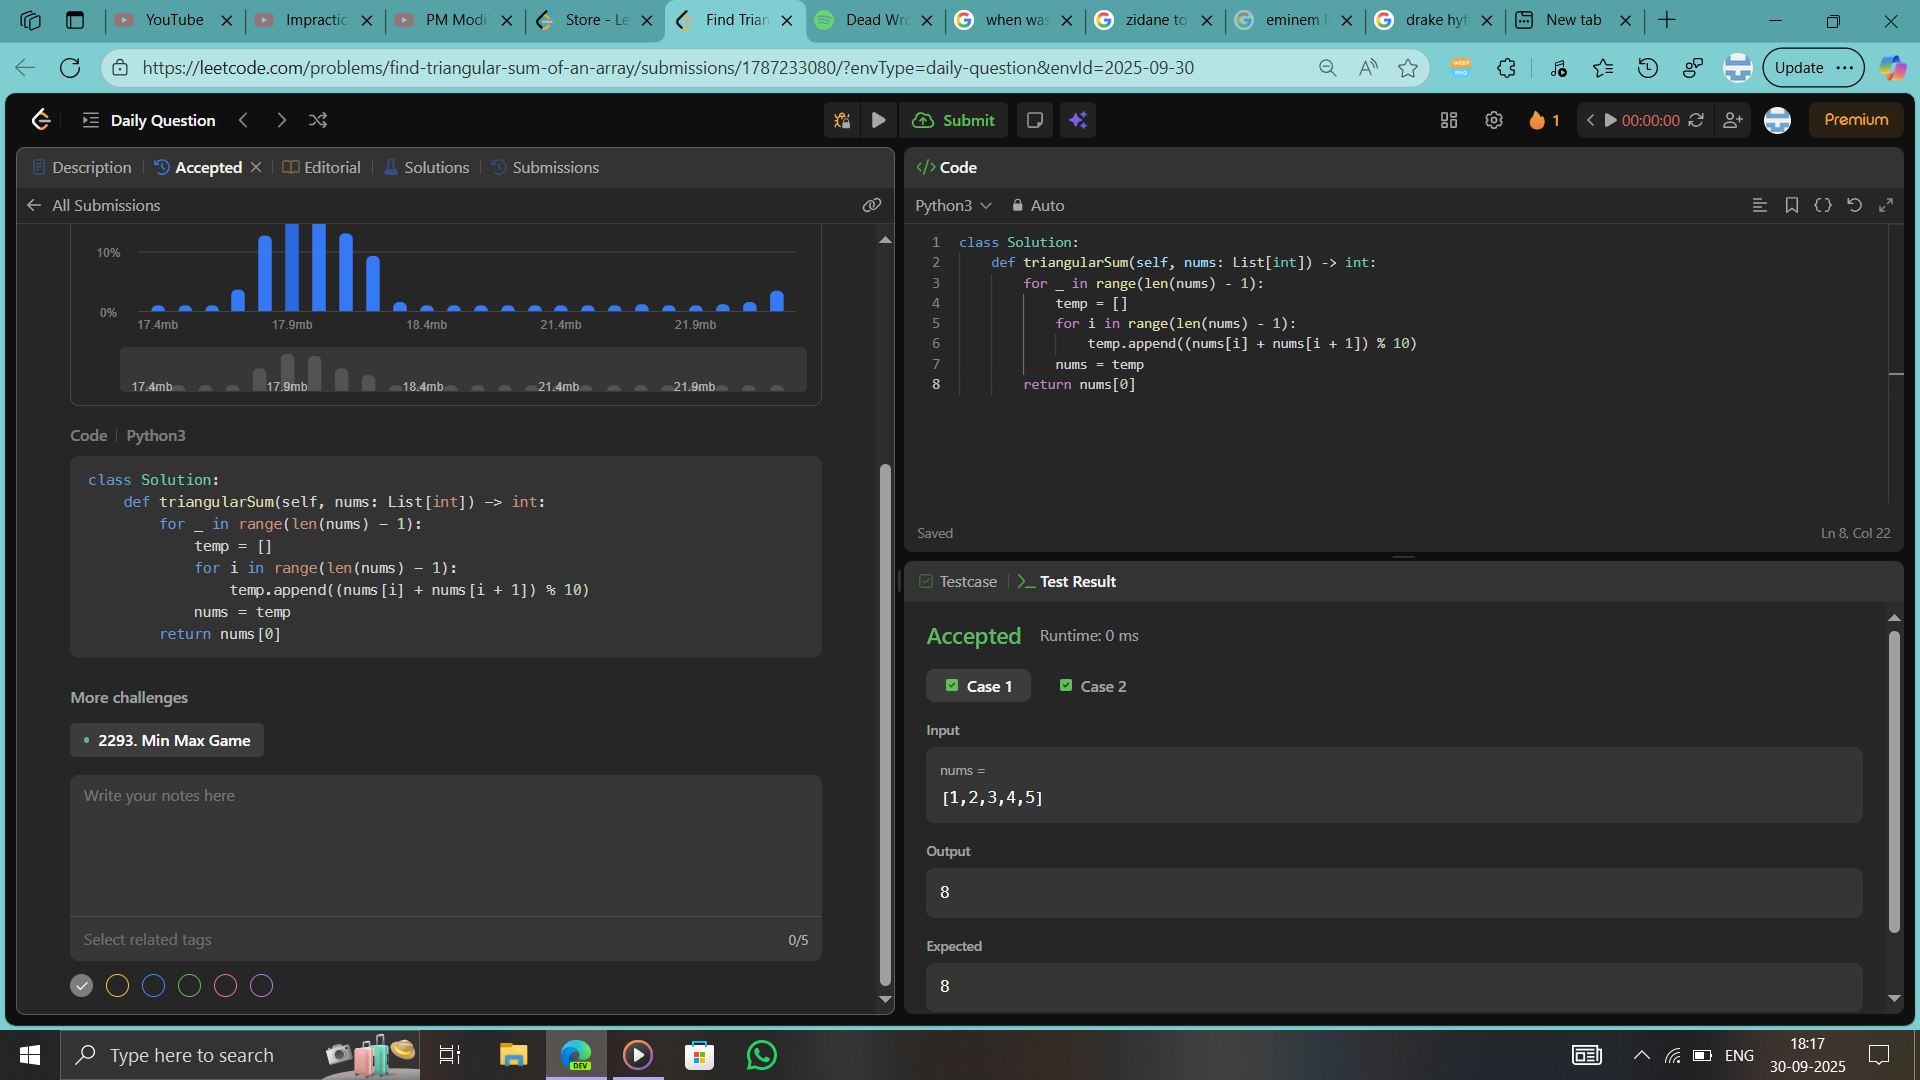 YouTube
Impractic
PM Modi
Store - Le
Find Trian
Dead Wro
when was
zidane to
eminem l
drake hyf
New tab
https://leetcode.com/problems/find-triangular-sum-of-an-array/submissions/1787233080/?envType=daily-question&envId=2025-09-30
Update
Daily Question
Submit
1
00:00:00
Premium
Description
Accepted
Editorial
Solutions
Submissions
All Submissions
10%
0%
17.4mb 17.9mb 18.4mb 21.4mb 21.9mb
17.4mb 17.9mb 18.4mb 21.4mb 21.9mb
Code | Python3
class Solution:
    def triangularSum(self, nums: List[int]) -> int:
        for _ in range(len(nums) - 1):
            temp = []
            for i in range(len(nums) - 1):
                temp.append((nums[i] + nums[i + 1]) % 10)
            nums = temp
        return nums[0]
More challenges
2293. Min Max Game
Write your notes here
Select related tags
0/5
</> Code
Python3
Auto
1 class Solution:
2     def triangularSum(self, nums: List[int]) -> int:
3         for _ in range(len(nums) - 1):
4             temp = []
5             for i in range(len(nums) - 1):
6                 temp.append((nums[i] + nums[i + 1]) % 10)
7             nums = temp
8         return nums[0]
Saved
Ln 8, Col 22
Testcase
Test Result
Accepted
Runtime: 0 ms
Case 1
Case 2
Input
nums =
[1,2,3,4,5]
Output
8
Expected
8
Type here to search
DEV
ENG
18:17
30-09-2025